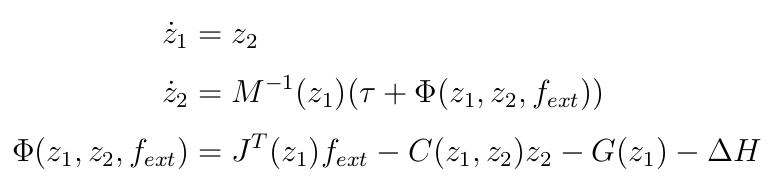 ż₁ = z₂
ż₂ = M⁻¹(z₁)(τ + Φ(z₁, z₂, f_ext))
Φ(z₁, z₂, f_ext) = Jᵀ(z₁)f_ext − C(z₁, z₂)z₂ − G(z₁) − ΔH